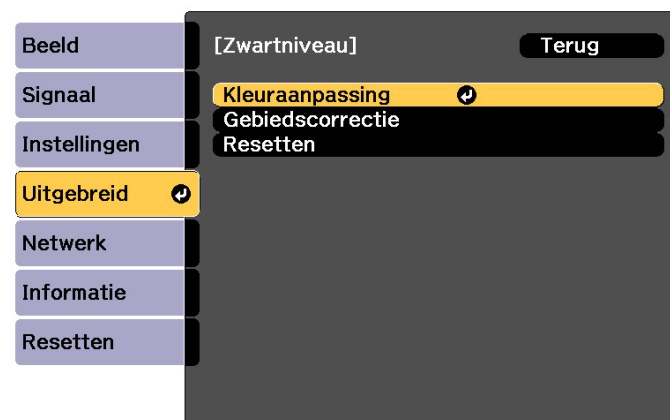 Beeld
Signaal
Instellingen
Uitgebreid
Netwerk
Informatie
Resetten
[Zwartniveau] Terug
Kleuraanpassing
Gebiedscorrectie
Resetten